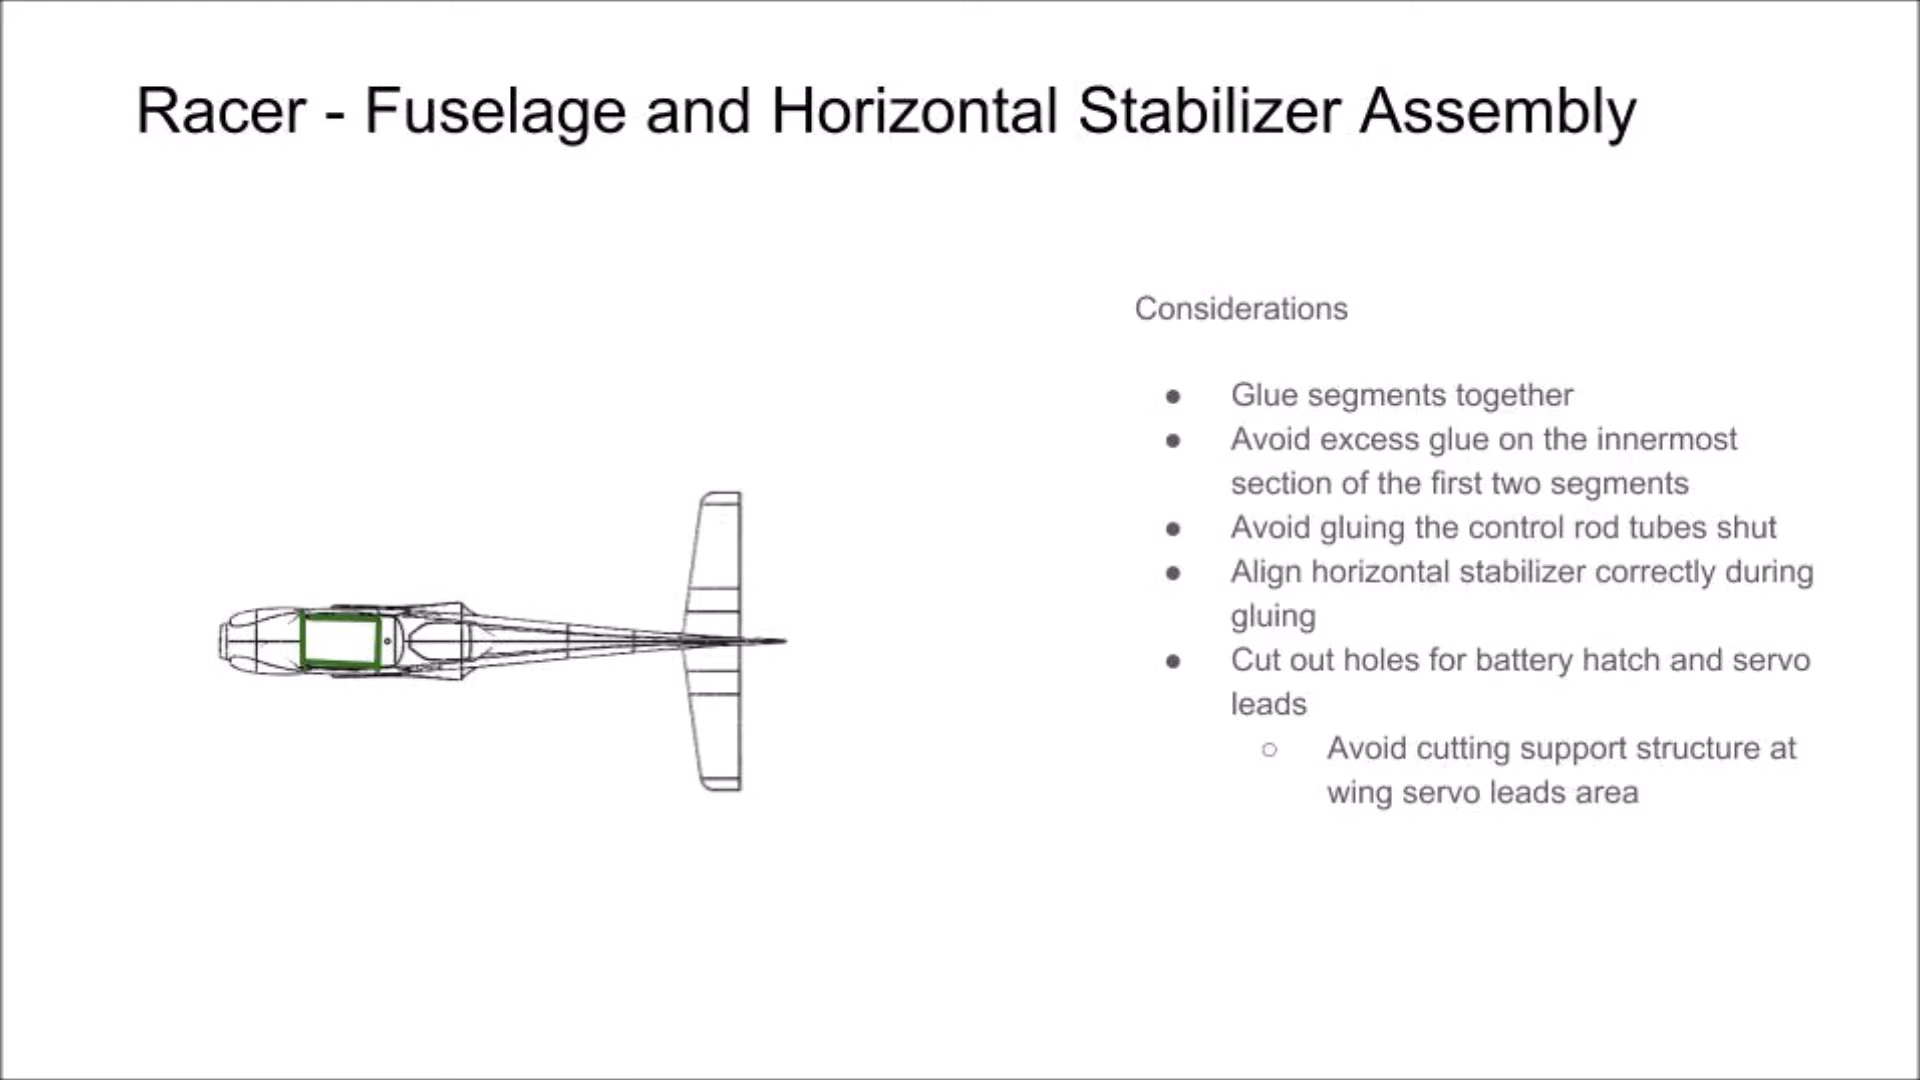 Racer - Fuselage and Horizontal Stabilizer Assembly
Considerations
● Glue segments together
● Avoid excess glue on the innermost
section of the first two segments
● Avoid gluing the control rod tubes shut
● Align horizontal stabilizer correctly during
gluing
● Cut out holes for battery hatch and servo
leads
○ Avoid cutting support structure at
wing servo leads area